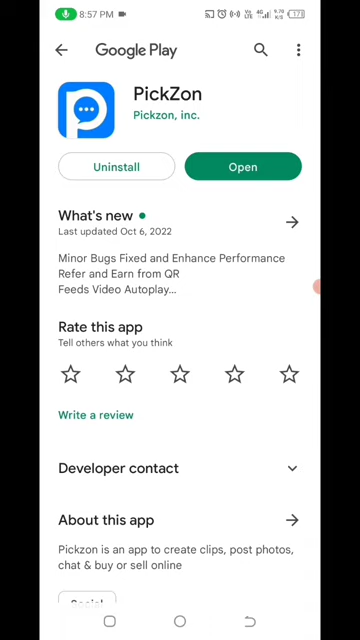 8:57 PM
Google Play
PickZon
Pickzon, inc.
Uninstall
Open
What's new
Last updated Oct 6, 2022
Minor Bugs Fixed and Enhance Performance
Refer and Earn from QR
Feeds Video Autoplay...
Rate this app
Tell others what you think
Write a review
Developer contact
About this app
Pickzon is an app to create clips, post photos,
chat & buy or sell online
Social